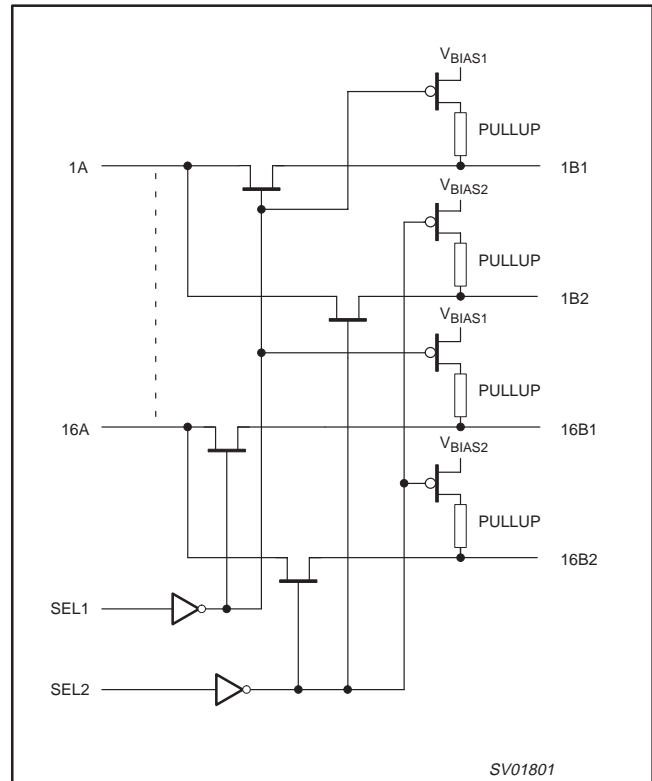 VBIAS1
PULLUP
1A
1B1
VBIAS2
PULLUP
1B2
VBIAS1
PULLUP
16A
16B1
VBIAS2
PULLUP
16B2
SEL1
SEL2
SV01801